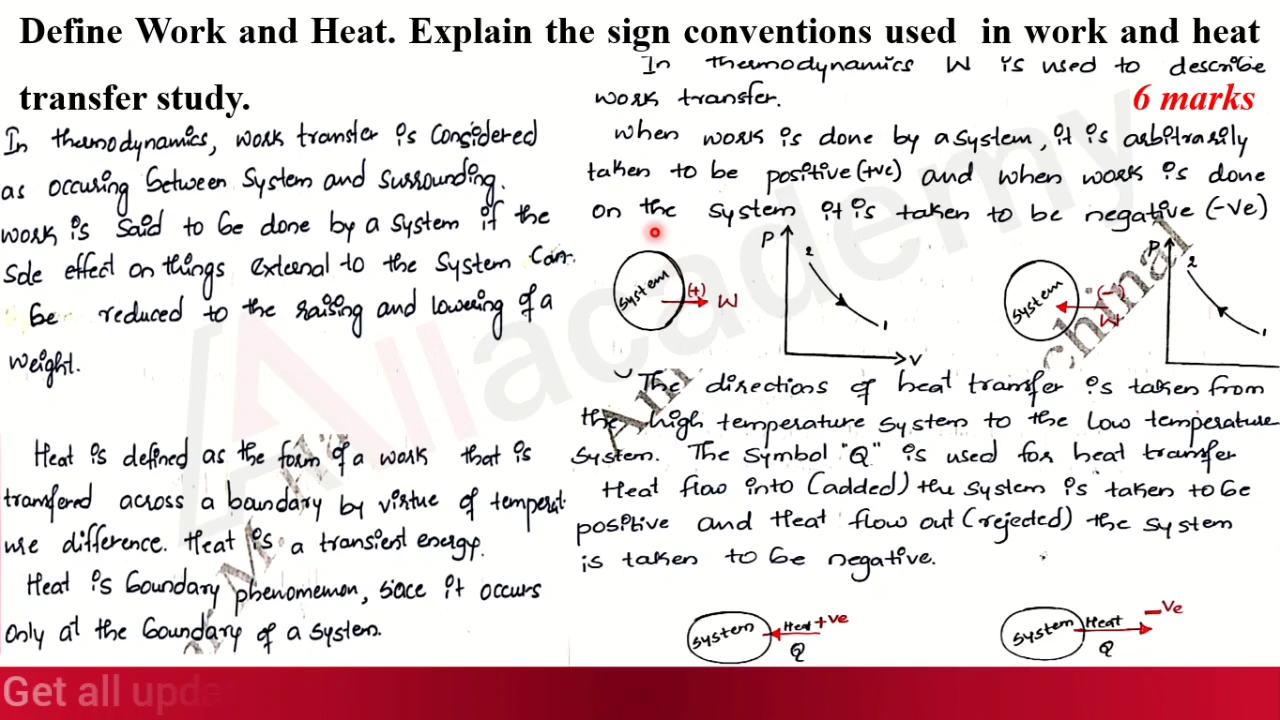 Define Work and Heat. Explain the sign conventions used in work and heat
transfer study.
6 marks
In thermodynamics, work transfer is considered
as occuring between System and Surrounding.
work is said to be done by a system if the
Sole effect on things external to the system can
be reduced to the raising and lowering of a
weight.
Heat is defined as the form of a work that is
transfered across a boundary by virtue of temperat
ure difference. Heat is a transient energy.
Heat is boundary phenomemon, since it occurs
only at the boundary of a system.
In thermodynamics W is used to describe
work transfer.
When work is done by a system, it is arbitrarily
taken to be positive (+ve) and when work is done
on the system it is taken to be negative (-Ve)
System
(+)
W
P
2
1
V
System
(-)
W
P
2
1
The directions of heat transfer is taken from
the high temperature system to the Low temperature
System. The Symbol "Q" is used for heat transfer
Heat flow into (added) the system is taken to be
positive and Heat flow out (rejected) the system
is taken to be negative.
System
Heat +ve
Q
System
Heat
-Ve
Q
Allacademy
Get all upda